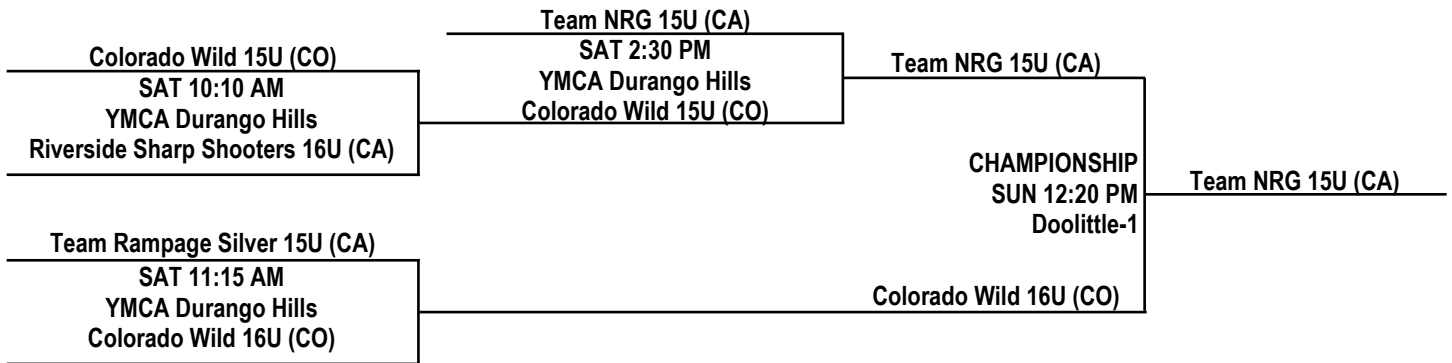 Team NRG 15U (CA)
Colorado Wild 15U (CO)
SAT 2:30 PM
Team NRG 15U (CA)
SAT 10:10 AM
YMCA Durango Hills
YMCA Durango Hills
Colorado Wild 15U (CO)
Riverside Sharp Shooters 16U (CA)
CHAMPIONSHIP
Team NRG 15U (CA)
SUN 12:20 PM
Doolittle-1
Team Rampage Silver 15U (CA)
SAT 11:15 AM
Colorado Wild 16U (CO)
YMCA Durango Hills
Colorado Wild 16U (CO)